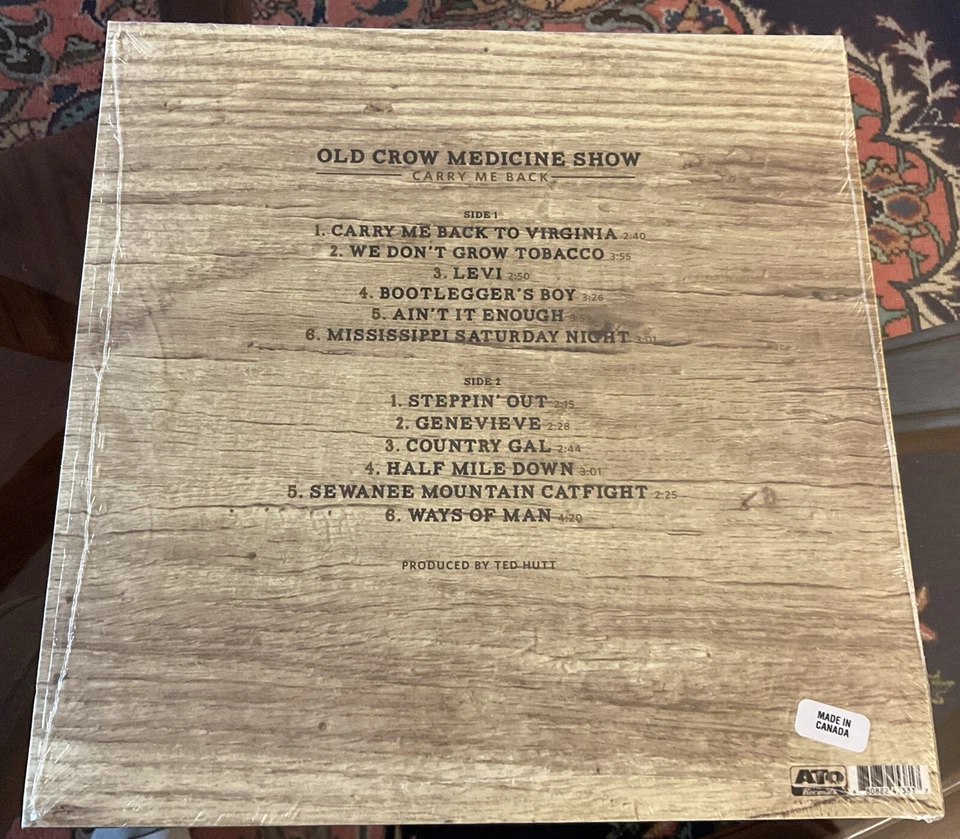 OLD CROW MEDICINE SHOW
CARRY ME BACK
SIDE 1
1. CARRY ME BACK TO VIRGINIA 2:40
2. WE DON'T GROW TOBACCO 3:55
3. LEVI 2:50
4. BOOTLEGGER'S BOY 3:26
5. AIN'T IT ENOUGH
6. MISSISSIPPI SATURDAY NIGHT 3:01
SIDE 2
1. STEPPIN' OUT 2:15
2. GENEVIEVE 2:28
3. COUNTRY GAL 2:44
4. HALF MILE DOWN 3:01
5. SEWANEE MOUNTAIN CATFIGHT 2:25
6. WAYS OF MAN 4:20
PRODUCED BY TED HUTT
MADE IN
CANADA
ATO
Records